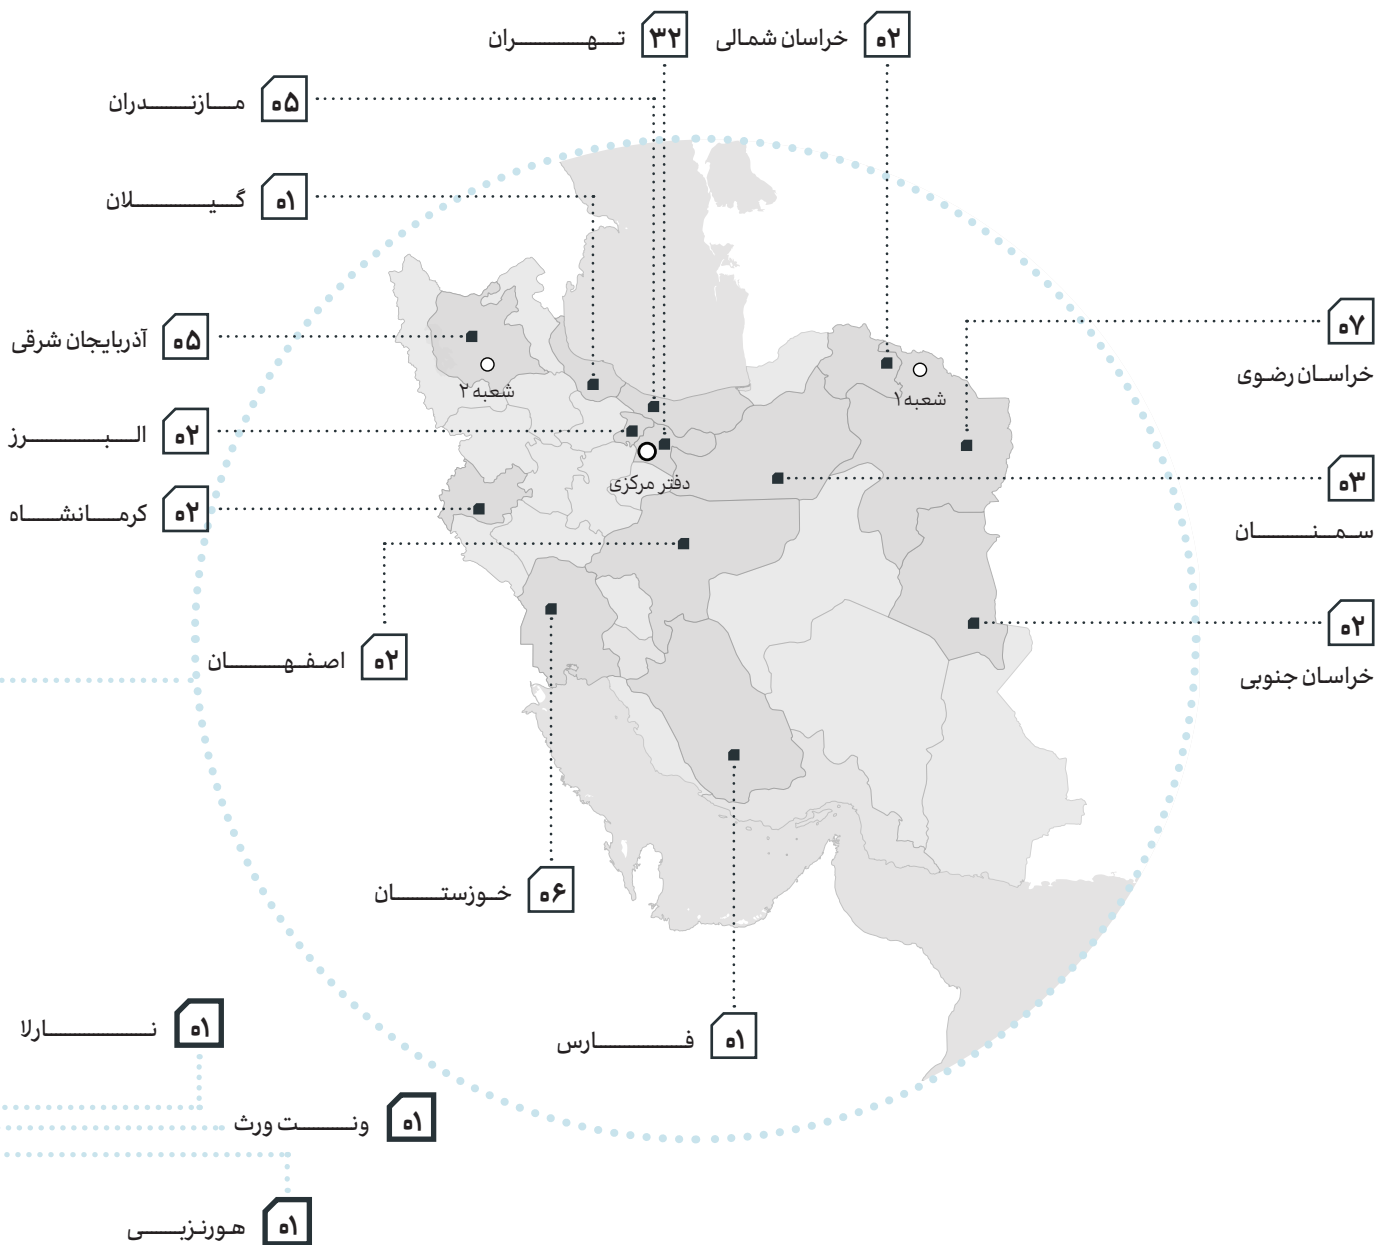 ۰۲ خراسان شمالی
۳۲ تهران
۰۵ مازندران
۰۱ گیلان
۰۷
خراسان رضوی
۰۵ آذربایجان شرقی
شعبه ۱
شعبه ۲
۰۲ البرز
۰۳
سمنان
دفتر مرکزی
۰۲ کرمانشاه
۰۲
خراسان جنوبی
۰۲ اصفهان
۰۶ خوزستان
۰۱ فارس
۰۱ نارلا
۰۱ ونت ورث
۰۱ هورنزبی